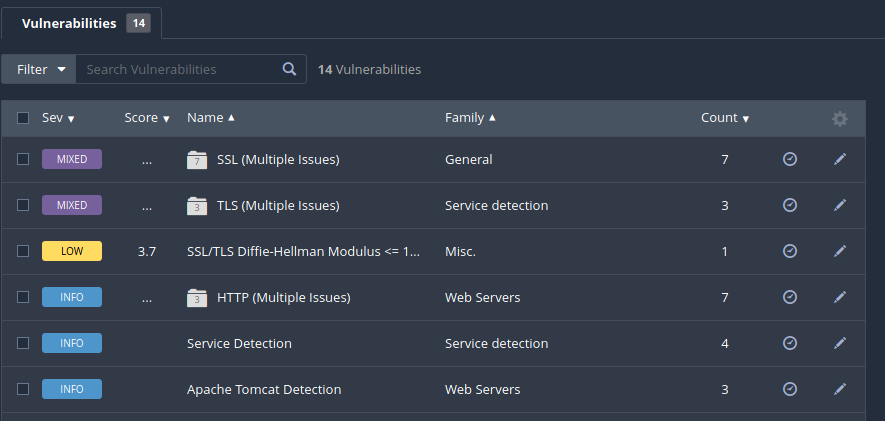 Vulnerabilities 14
Filter Search Vulnerabilities 14 Vulnerabilities
Sev Score Name Family Count
MIXED ... 7 SSL (Multiple Issues) General 7
MIXED ... 3 TLS (Multiple Issues) Service detection 3
LOW 3.7 SSL/TLS Diffie-Hellman Modulus <= 1... Misc. 1
INFO ... 3 HTTP (Multiple Issues) Web Servers 7
INFO Service Detection Service detection 4
INFO Apache Tomcat Detection Web Servers 3